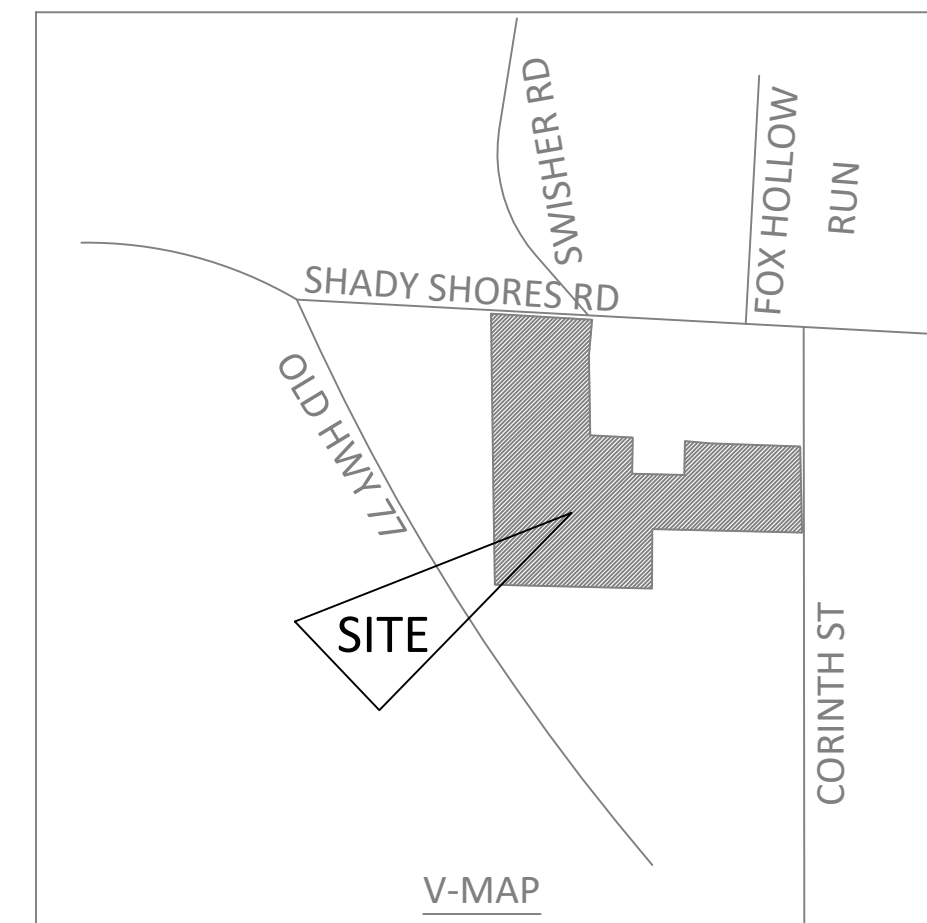 SWISHER RD
FOX HOLLOW
RUN
SHADY SHORES RD
OLD HWY 77
SITE
CORINTH ST
V-MAP